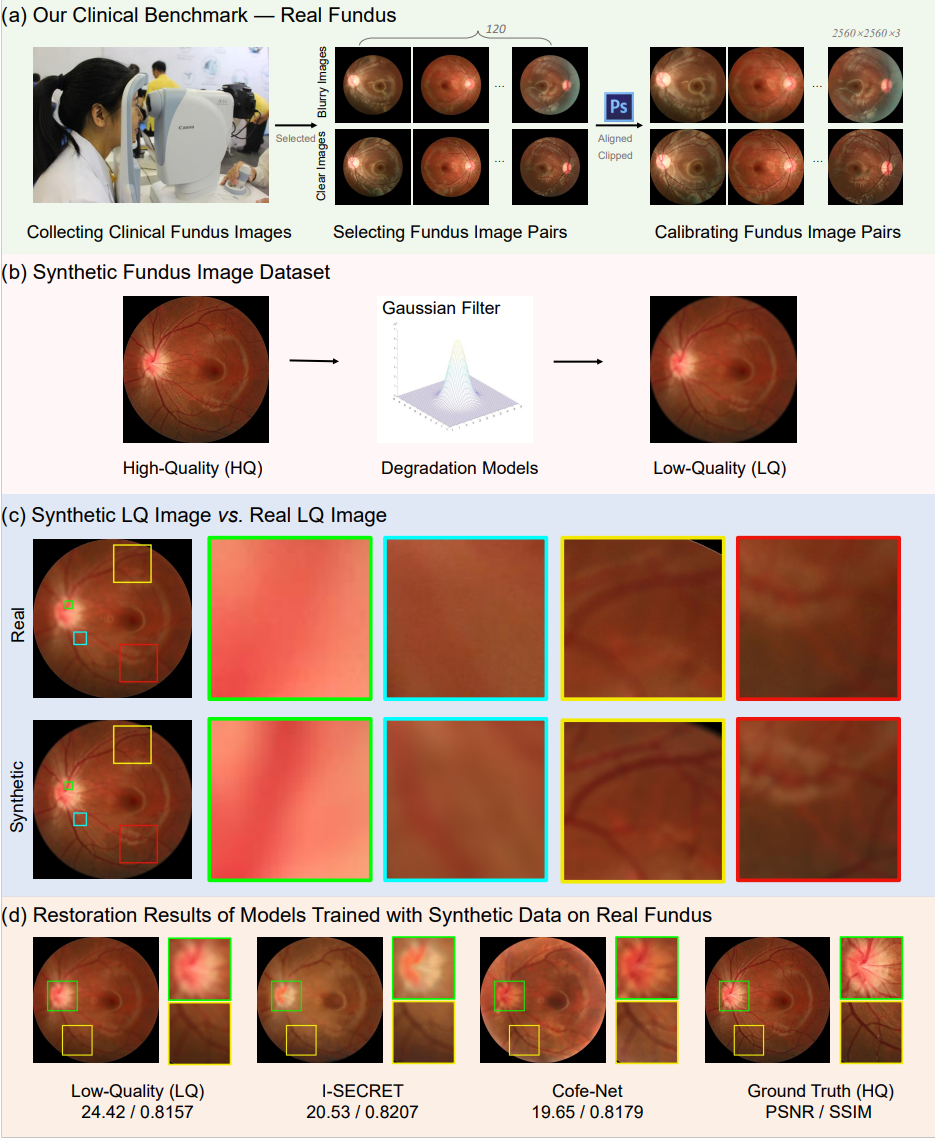 (a) Our Clinical Benchmark — Real Fundus
120
2560×2560×3
Blurry Images
Clear Images
Selected
...
...
Ps
Aligned
Clipped
...
...
Canon
Collecting Clinical Fundus Images
Selecting Fundus Image Pairs
Calibrating Fundus Image Pairs
(b) Synthetic Fundus Image Dataset
Gaussian Filter
High-Quality (HQ)
Degradation Models
Low-Quality (LQ)
(c) Synthetic LQ Image vs. Real LQ Image
Real
Synthetic
(d) Restoration Results of Models Trained with Synthetic Data on Real Fundus
Low-Quality (LQ)
24.42 / 0.8157
I-SECRET
20.53 / 0.8207
Cofe-Net
19.65 / 0.8179
Ground Truth (HQ)
PSNR / SSIM